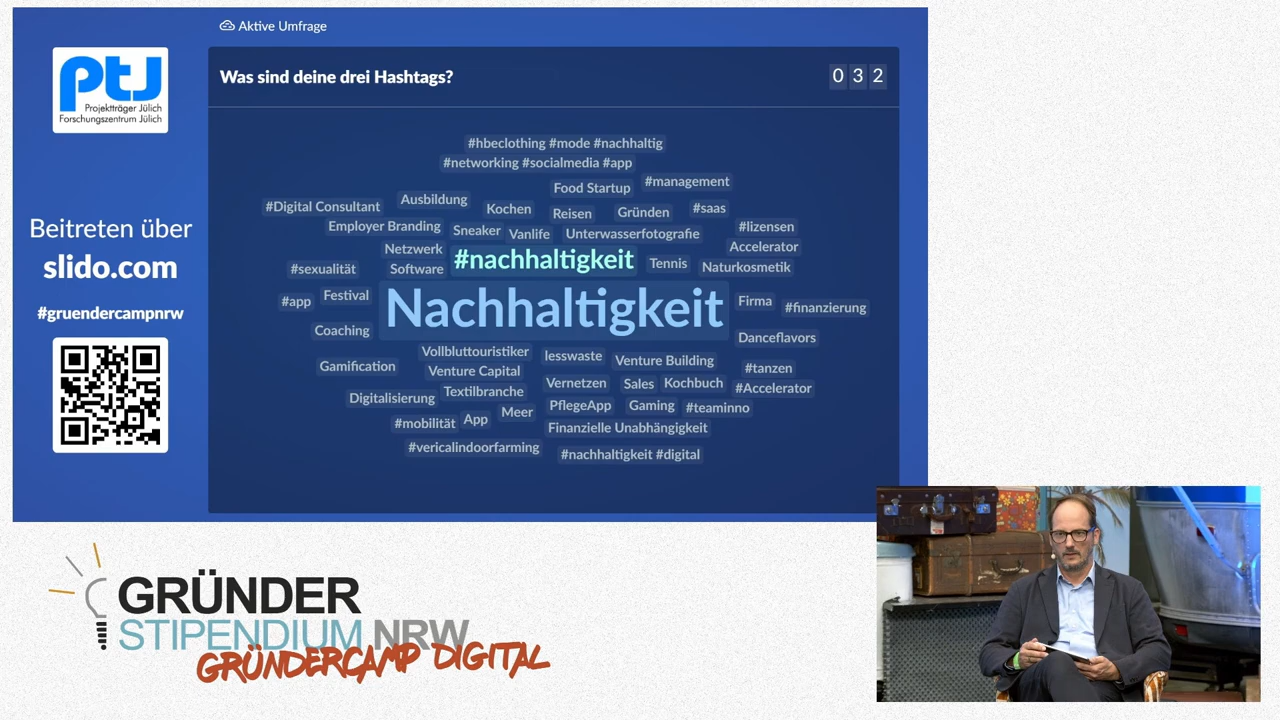 Aktive Umfrage
ptJ
Projektträger Jülich
Forschungszentrum Jülich
Beitreten über
slido.com
#gruendercampnrw
Was sind deine drei Hashtags?
0 3 2
#hbeclothing #mode #nachhaltig
#networking #socialmedia #app
Food Startup #management
#Digital Consultant Ausbildung Kochen Reisen Gründen #saas
Employer Branding Sneaker Vanlife Unterwasserfotografie #lizensen
Netzwerk #nachhaltigkeit Accelerator
#sexualität Software Tennis Naturkosmetik
#app Festival Nachhaltigkeit Firma #finanzierung
Coaching Danceflavors
Vollbluttouristiker lesswaste Venture Building
Gamification Venture Capital #tanzen
Digitalisierung Textilbranche Vernetzen Sales Kochbuch #Accelerator
#mobilität App Meer PflegeApp Gaming #teaminno
Finanzielle Unabhängigkeit
#vericalindoorfarming #nachhaltigkeit #digital
GRÜNDER
STIPENDIUM NRW
GRÜNDERCAMP DIGITAL